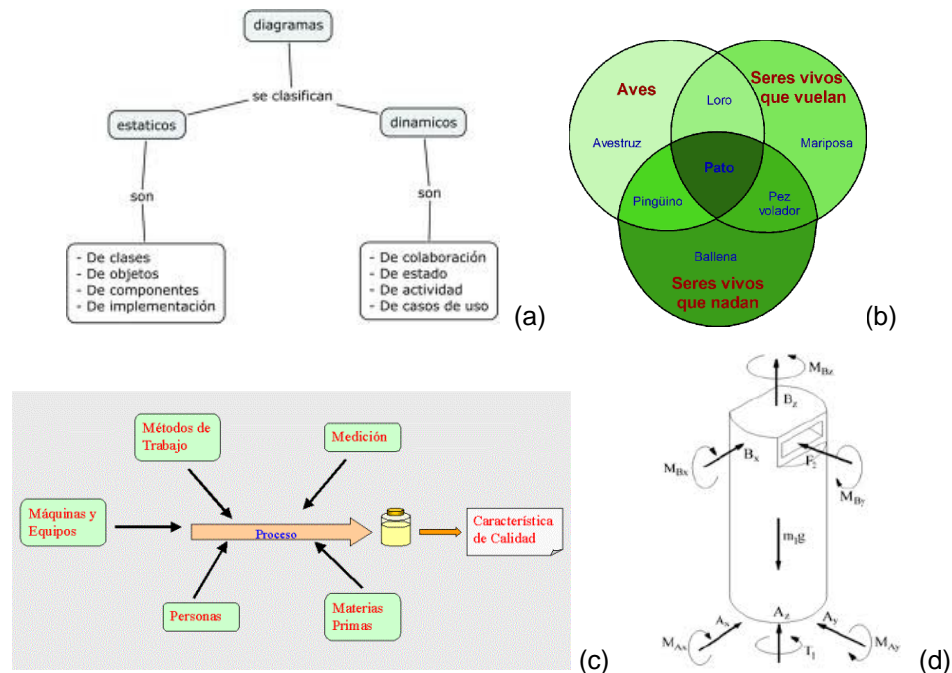 diagramas
se clasifican
estaticos
dinamicos
son
son
- De clases
- De objetos
- De componentes
- De implementación
- De colaboración
- De estado
- De actividad
- De casos de uso
(a)
Aves
Seres vivos
que vuelan
Loro
Avestruz
Mariposa
Pato
Pingüino
Pez
volador
Ballena
Seres vivos
que nadan
(b)
Métodos de
Trabajo
Medición
Máquinas y
Equipos
Proceso
Característica
de Calidad
Personas
Materias
Primas
(c)
M_Bz
B_z
M_Bx
B_x
F_2
M_By
m_1g
A_z
A_x
A_y
M_Ax
T_1
M_Ay
(d)